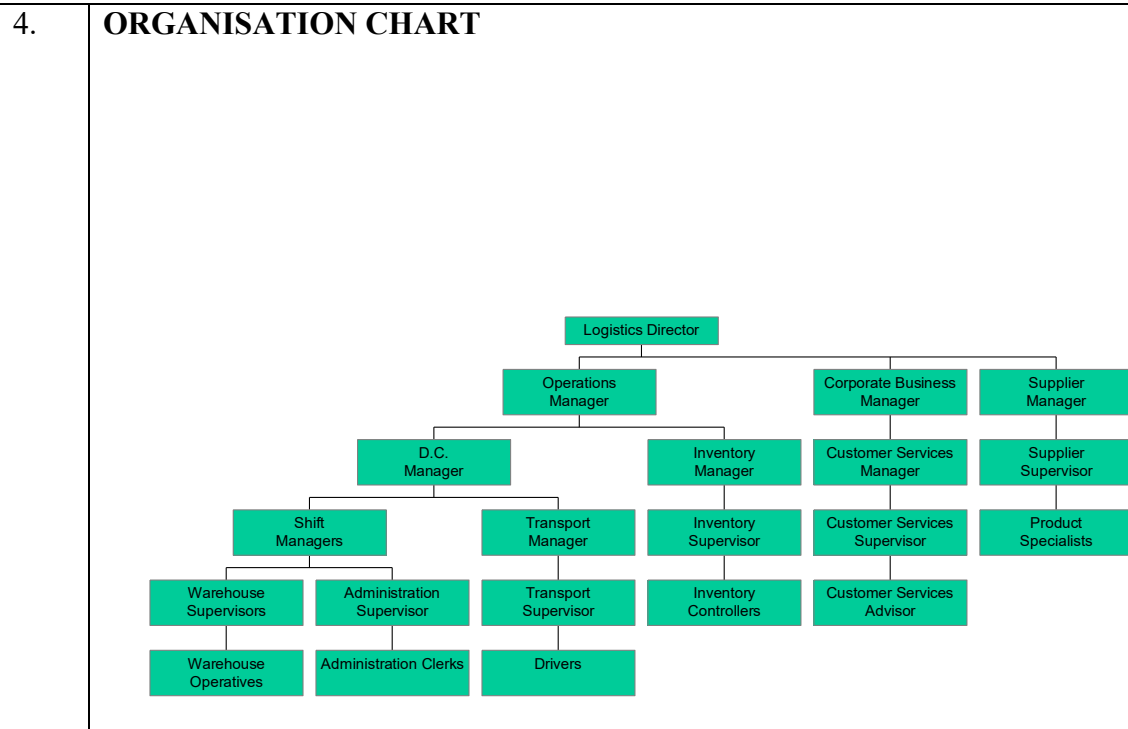 4.
ORGANISATION CHART
Logistics Director
Operations
Manager
Corporate Business
Manager
Supplier
Manager
D.C.
Manager
Inventory
Manager
Customer Services
Manager
Supplier
Supervisor
Shift
Managers
Transport
Manager
Inventory
Supervisor
Customer Services
Supervisor
Product
Specialists
Warehouse
Supervisors
Administration
Supervisor
Transport
Supervisor
Inventory
Controllers
Customer Services
Advisor
Warehouse
Operatives
Administration Clerks
Drivers